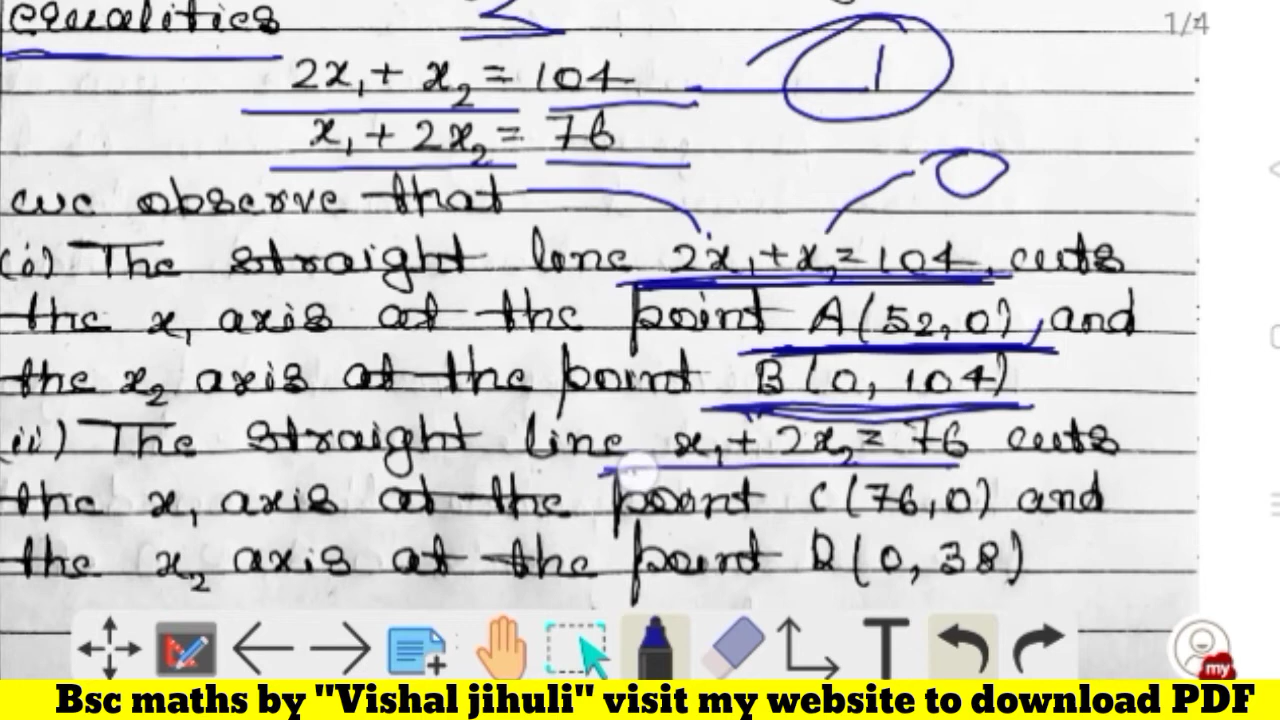 equalities
1/4
2x₁ + x₂ = 104
1
x₁ + 2x₂ = 76
we observe that
(i) The straight line 2x₁ + x₂ = 104, cuts
the x₁ axis at the point A(52,0), and
the x₂ axis at the point B(0, 104)
(ii) The straight line x₁ + 2x₂ = 76 cuts
the x₁ axis at the point C(76,0) and
the x₂ axis at the point D(0, 38)
T
my
Bsc maths by "Vishal jihuli" visit my website to download PDF